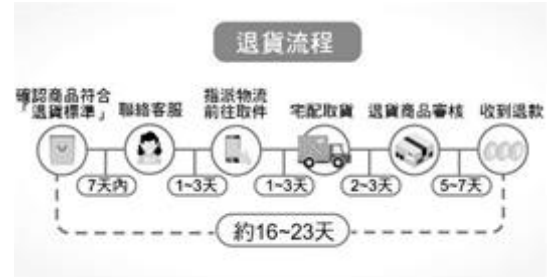 退貨流程
確認商品符合
「退貨標準」
聯絡客服
指派物流
前往取件
宅配取貨
退貨商品審核
收到退款
7天內
1~3天
1~3天
2~3天
5~7天
約16~23天